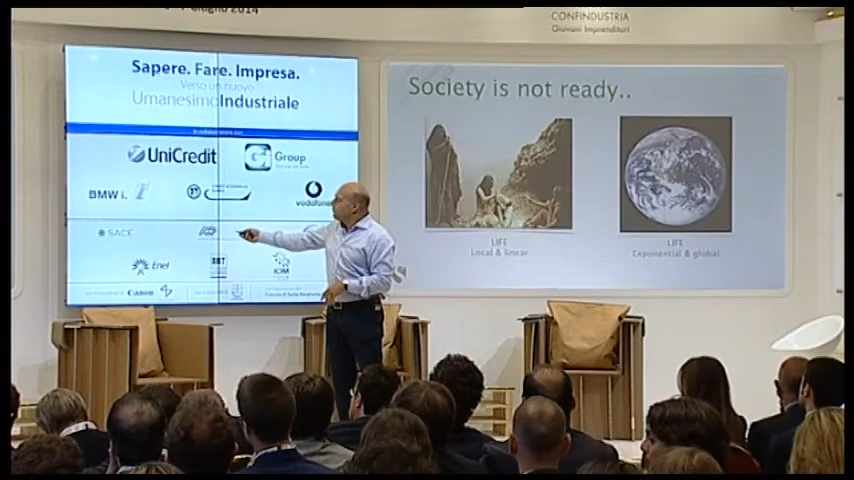 Giugno 2014
CONFINDUSTRIA
Giovani Imprenditori
Sapere. Fare. Impresa.
Verso un nuovo
UmanesimoIndustriale
UniCredit
Group
BMW i.
vodafone
SACE
Enel
Canon
Society is not ready..
LIFE
Local & linear
LIFE
Exponential & global